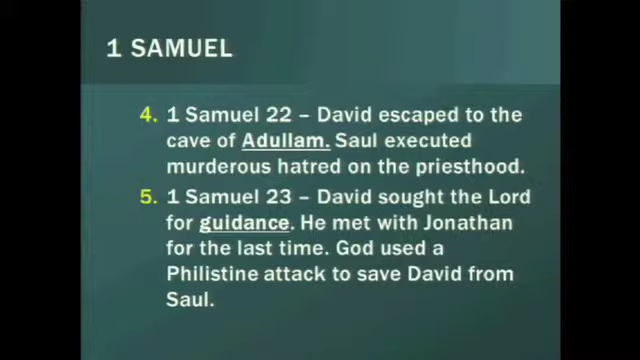 1 SAMUEL
4. 1 Samuel 22 – David escaped to the
cave of Adullam. Saul executed
murderous hatred on the priesthood.
5. 1 Samuel 23 – David sought the Lord
for guidance. He met with Jonathan
for the last time. God used a
Philistine attack to save David from
Saul.